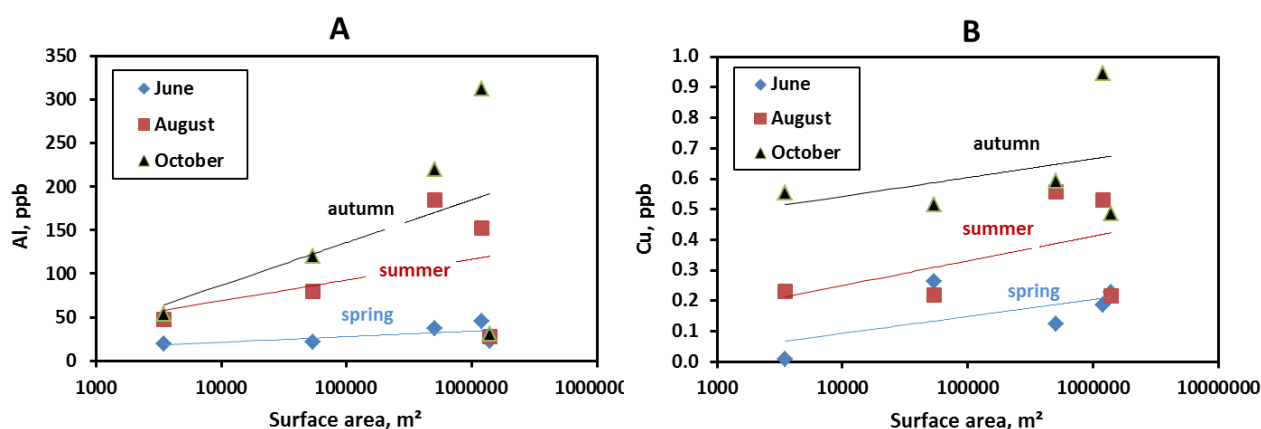 A
350
300
250
200
150
100
50
0
Al, ppb
June
August
October
autumn
summer
spring
1000 10000 100000 1000000 1000000
Surface area, m²
B
1.0
0.9
0.8
0.7
0.6
0.5
0.4
0.3
0.2
0.1
0.0
Cu, ppb
June
August
October
autumn
summer
spring
1000 10000 100000 1000000 10000000
Surface area, m²